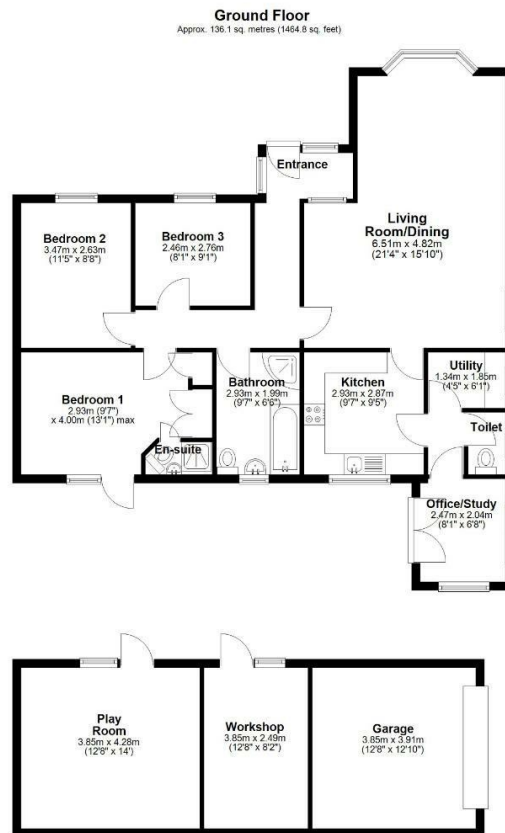 Ground Floor
Approx. 136.1 sq. metres (1464.8 sq. feet)
Entrance
Bedroom 2
3.47m x 2.63m
(11'5" x 8'8")
Bedroom 3
2.46m x 2.76m
(8'1" x 9'1")
Living
Room/Dining
6.51m x 4.82m
(21'4" x 15'10")
Bedroom 1
2.93m (9'7")
x 4.00m (13'1") max
En-suite
Bathroom
2.93m x 1.99m
(9'7" x 6'6")
Kitchen
2.93m x 2.87m
(9'7" x 9'5")
Utility
1.34m x 1.85m
(4'5" x 6'1")
Toilet
Office/Study
2.47m x 2.04m
(8'1" x 6'8")
Play
Room
3.85m x 4.28m
(12'8" x 14')
Workshop
3.85m x 2.49m
(12'8" x 8'2")
Garage
3.85m x 3.91m
(12'8" x 12'10")